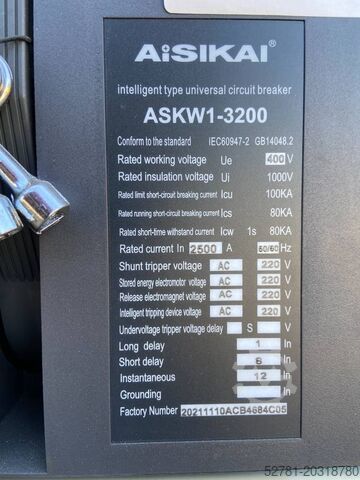 AiSIKAI
intelligent type universal circuit breaker
ASKW1-3200
Conform to the standard IEC60947-2 GB14048.2
Rated working voltage Ue 400 V
Rated insulation voltage Ui 1000V
Rated limit short-circuit breaking current Icu 100KA
Rated running short-circuit breaking current Ics 80KA
Rated short-time withstand current Icw 1s 80KA
Rated current In 2500 A 50/60 Hz
Shunt tripper voltage AC 220 V
Stored energy electromotor voltage AC 220 V
Release electromagnet voltage AC 220 V
Intelligent tripping device voltage AC 220 V
Undervoltage tripper voltage delay S V
Long delay 1 In
Short delay 8 In
Instantaneous 12 In
Grounding In
Factory Number 20211110ACB4684C05
52781-20318780